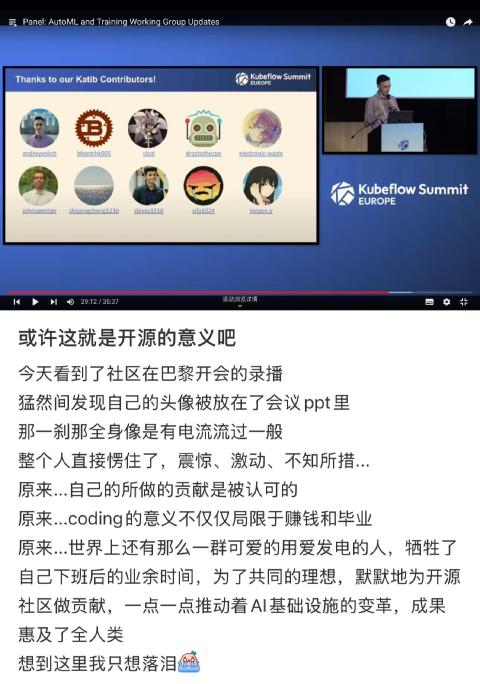 Panel: AutoML and Training Working Group Updates
Thanks to our Katib Contributors!
Kubeflow Summit
EUROPE
andreyvelich
bharathk005
ckcd
droctothorpe
electronic-waste
johnugeorge
shipengcheng1230
shivas1516
tenzen-y
Kubeflow Summit
EUROPE
29:12 / 35:37
滚动浏览详情
或许这就是开源的意义吧
今天看到了社区在巴黎开会的录播
猛然间发现自己的头像被放在了会议ppt里
那一刹那全身像是有电流流过一般
整个人直接愣住了，震惊、激动、不知所措...
原来...自己的所做的贡献是被认可的
原来...coding的意义不仅仅局限于赚钱和毕业
原来...世界上还有那么一群可爱的用爱发电的人，牺牲了
自己下班后的业余时间，为了共同的理想，默默地为开源
社区做贡献，一点一点推动着AI基础设施的变革，成果
惠及了全人类
想到这里我只想落泪